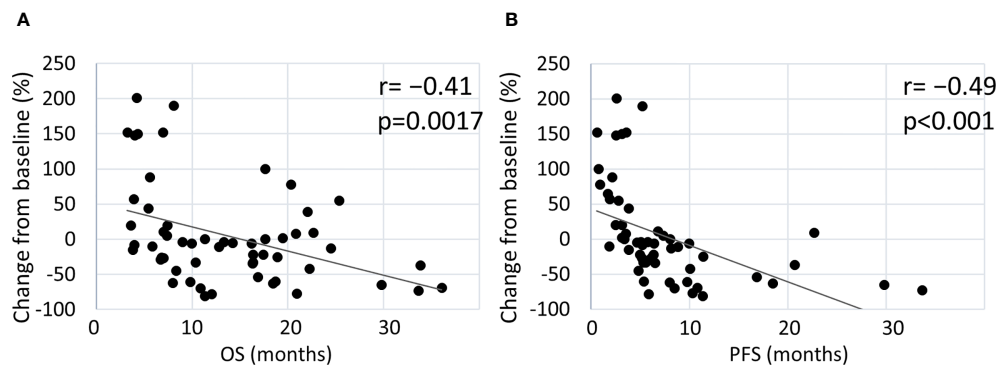 A
B
Change from baseline (%)
250
200
150
100
50
0
-50
-100
0
10
20
30
OS (months)
r= −0.41
p=0.0017
Change from baseline (%)
250
200
150
100
50
0
-50
-100
0
10
20
30
PFS (months)
r= −0.49
p<0.001